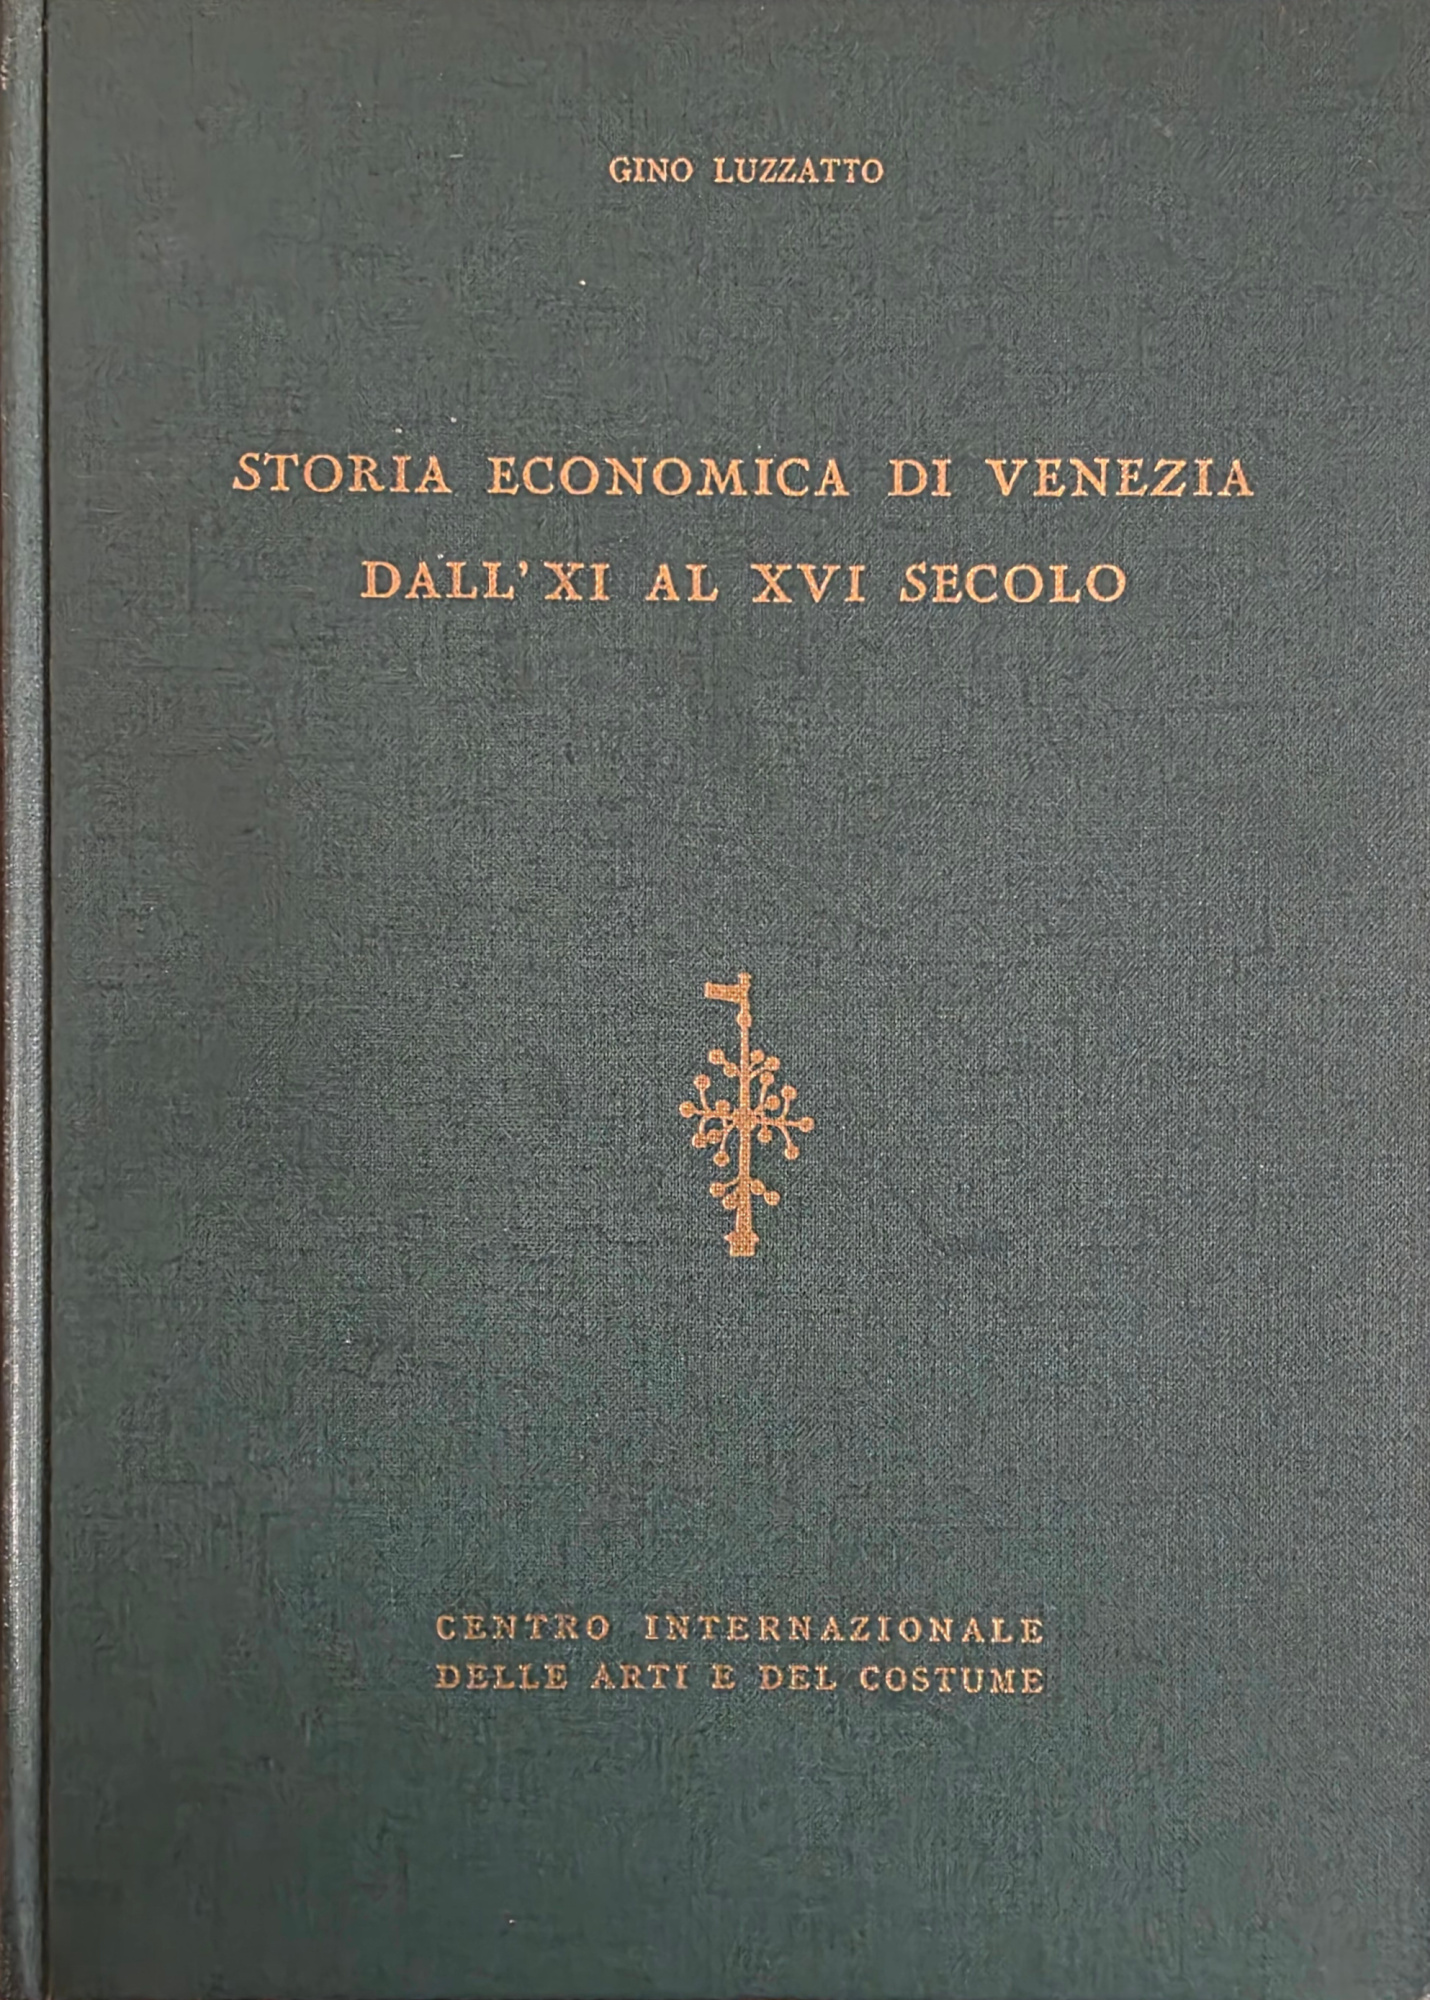 GINO LUZZATTO
STORIA ECONOMICA DI VENEZIA
DALL'XI AL XVI SECOLO
CENTRO INTERNAZIONALE
DELLE ARTI E DEL COSTUME